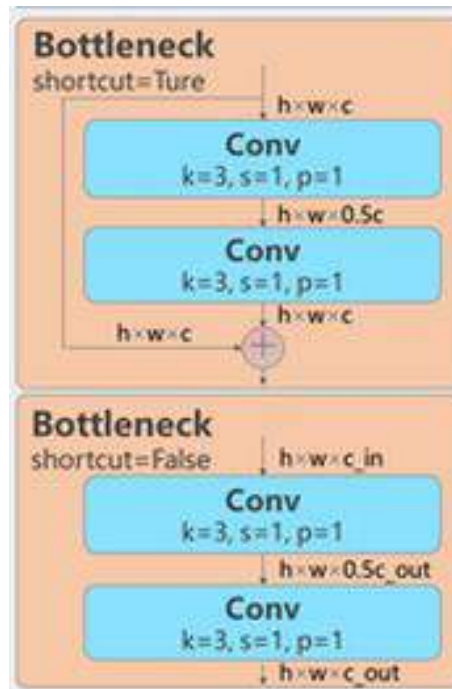 Bottleneck
shortcut=Ture
h×w×c
Conv
k=3, s=1, p=1
h×w×0.5c
Conv
k=3, s=1, p=1
h×w×c
h×w×c
+
Bottleneck
shortcut=False
h×w×c_in
Conv
k=3, s=1, p=1
h×w×0.5c_out
Conv
k=3, s=1, p=1
h×w×c_out